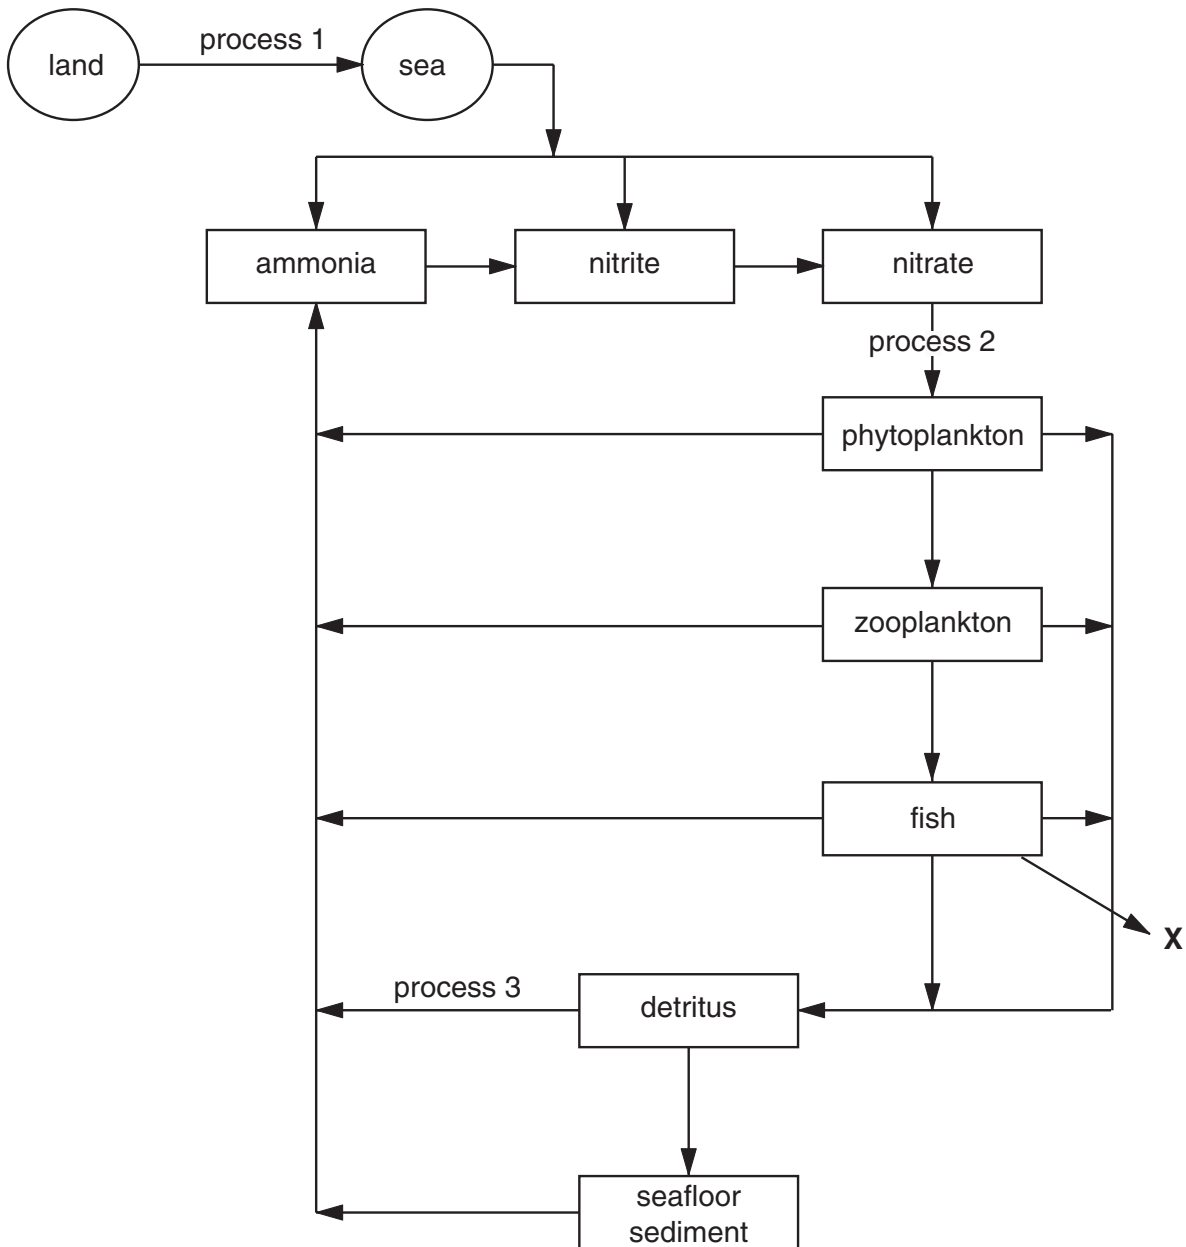 process 1
land
sea
ammonia
nitrite
nitrate
process 2
phytoplankton
zooplankton
fish
X
process 3
detritus
seafloor
sediment